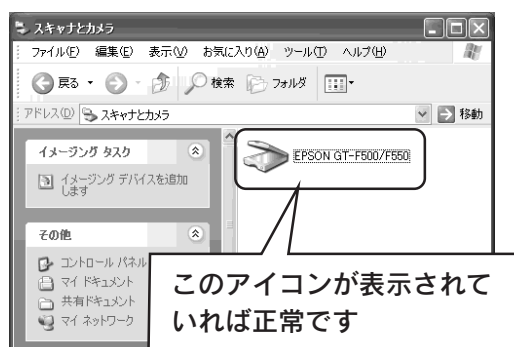 スキャナとカメラ
ファイル(F) 編集(E) 表示(V) お気に入り(A) ツール(T) ヘルプ(H)
戻る 検索 フォルダ
アドレス(D) スキャナとカメラ 移動
イメージング タスク
イメージング デバイスを追加
します
EPSON GT-F500/F550
その他
コントロール パネル
マイ ドキュメント
共有ドキュメント
マイ ネットワーク
このアイコンが表示されて
いれば正常です